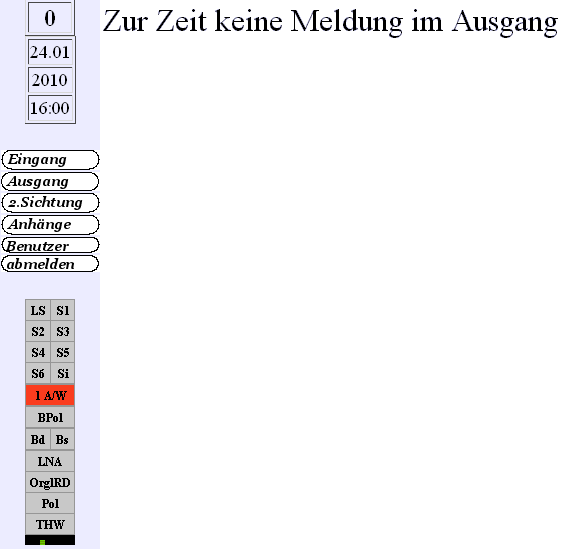 0
Zur Zeit keine Meldung im Ausgang
24.01
2010
16:00
Eingang
Ausgang
2.Sichtung
Anhänge
Benutzer
abmelden
LS S1
S2 S3
S4 S5
S6 Si
1 A/W
BPol
Bd Bs
LNA
OrglRD
Pol
THW